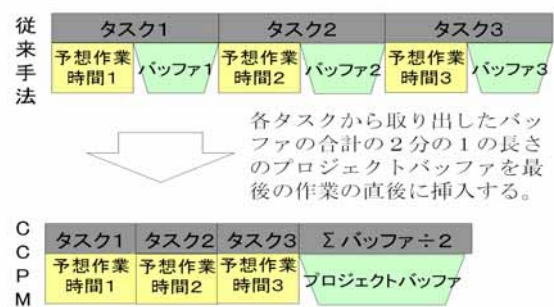 従来手法
タスク1 タスク2 タスク3
予想作業時間1 バッファ1 予想作業時間2 バッファ2 予想作業時間3 バッファ3
各タスクから取り出したバッ
ファの合計の2分の1の長さ
のプロジェクトバッファを最
後の作業の直後に挿入する。
CCPM
タスク1 タスク2 タスク3 Σバッファ÷2
予想作業時間1 予想作業時間2 予想作業時間3 プロジェクトバッファ